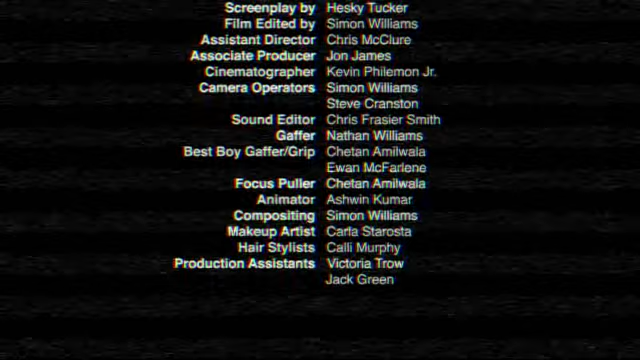 Screenplay by Hesky Tucker
Film Edited by Simon Williams
Assistant Director Chris McClure
Associate Producer Jon James
Cinematographer Kevin Philemon Jr.
Camera Operators Simon Williams
Steve Cranston
Sound Editor Chris Frasier Smith
Gaffer Nathan Williams
Best Boy Gaffer/Grip Chetan Amilwala
Ewan McFarlene
Focus Puller Chetan Amilwala
Animator Ashwin Kumar
Compositing Simon Williams
Makeup Artist Carla Starosta
Hair Stylists Calli Murphy
Production Assistants Victoria Trow
Jack Green